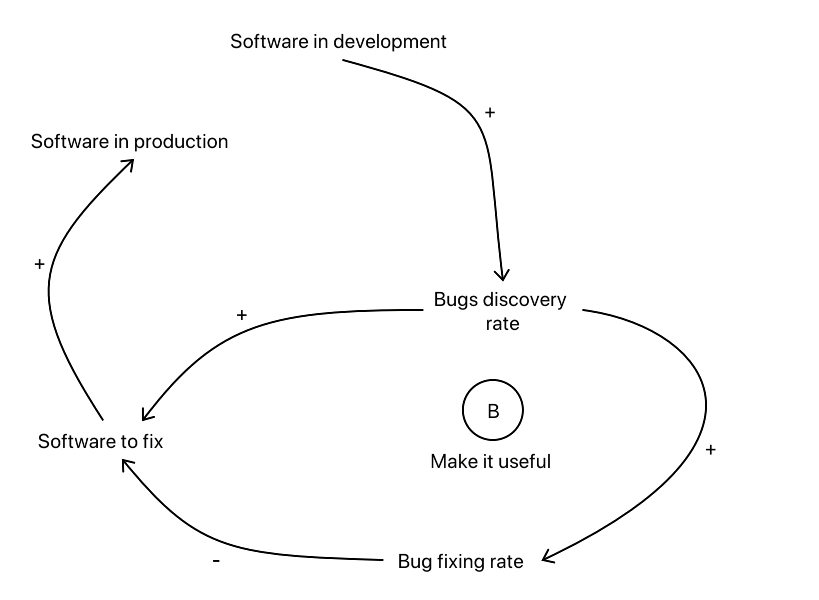 Software in development
+
Software in production
+
Bugs discovery
rate
+
B
Software to fix
Make it useful
+
-
Bug fixing rate